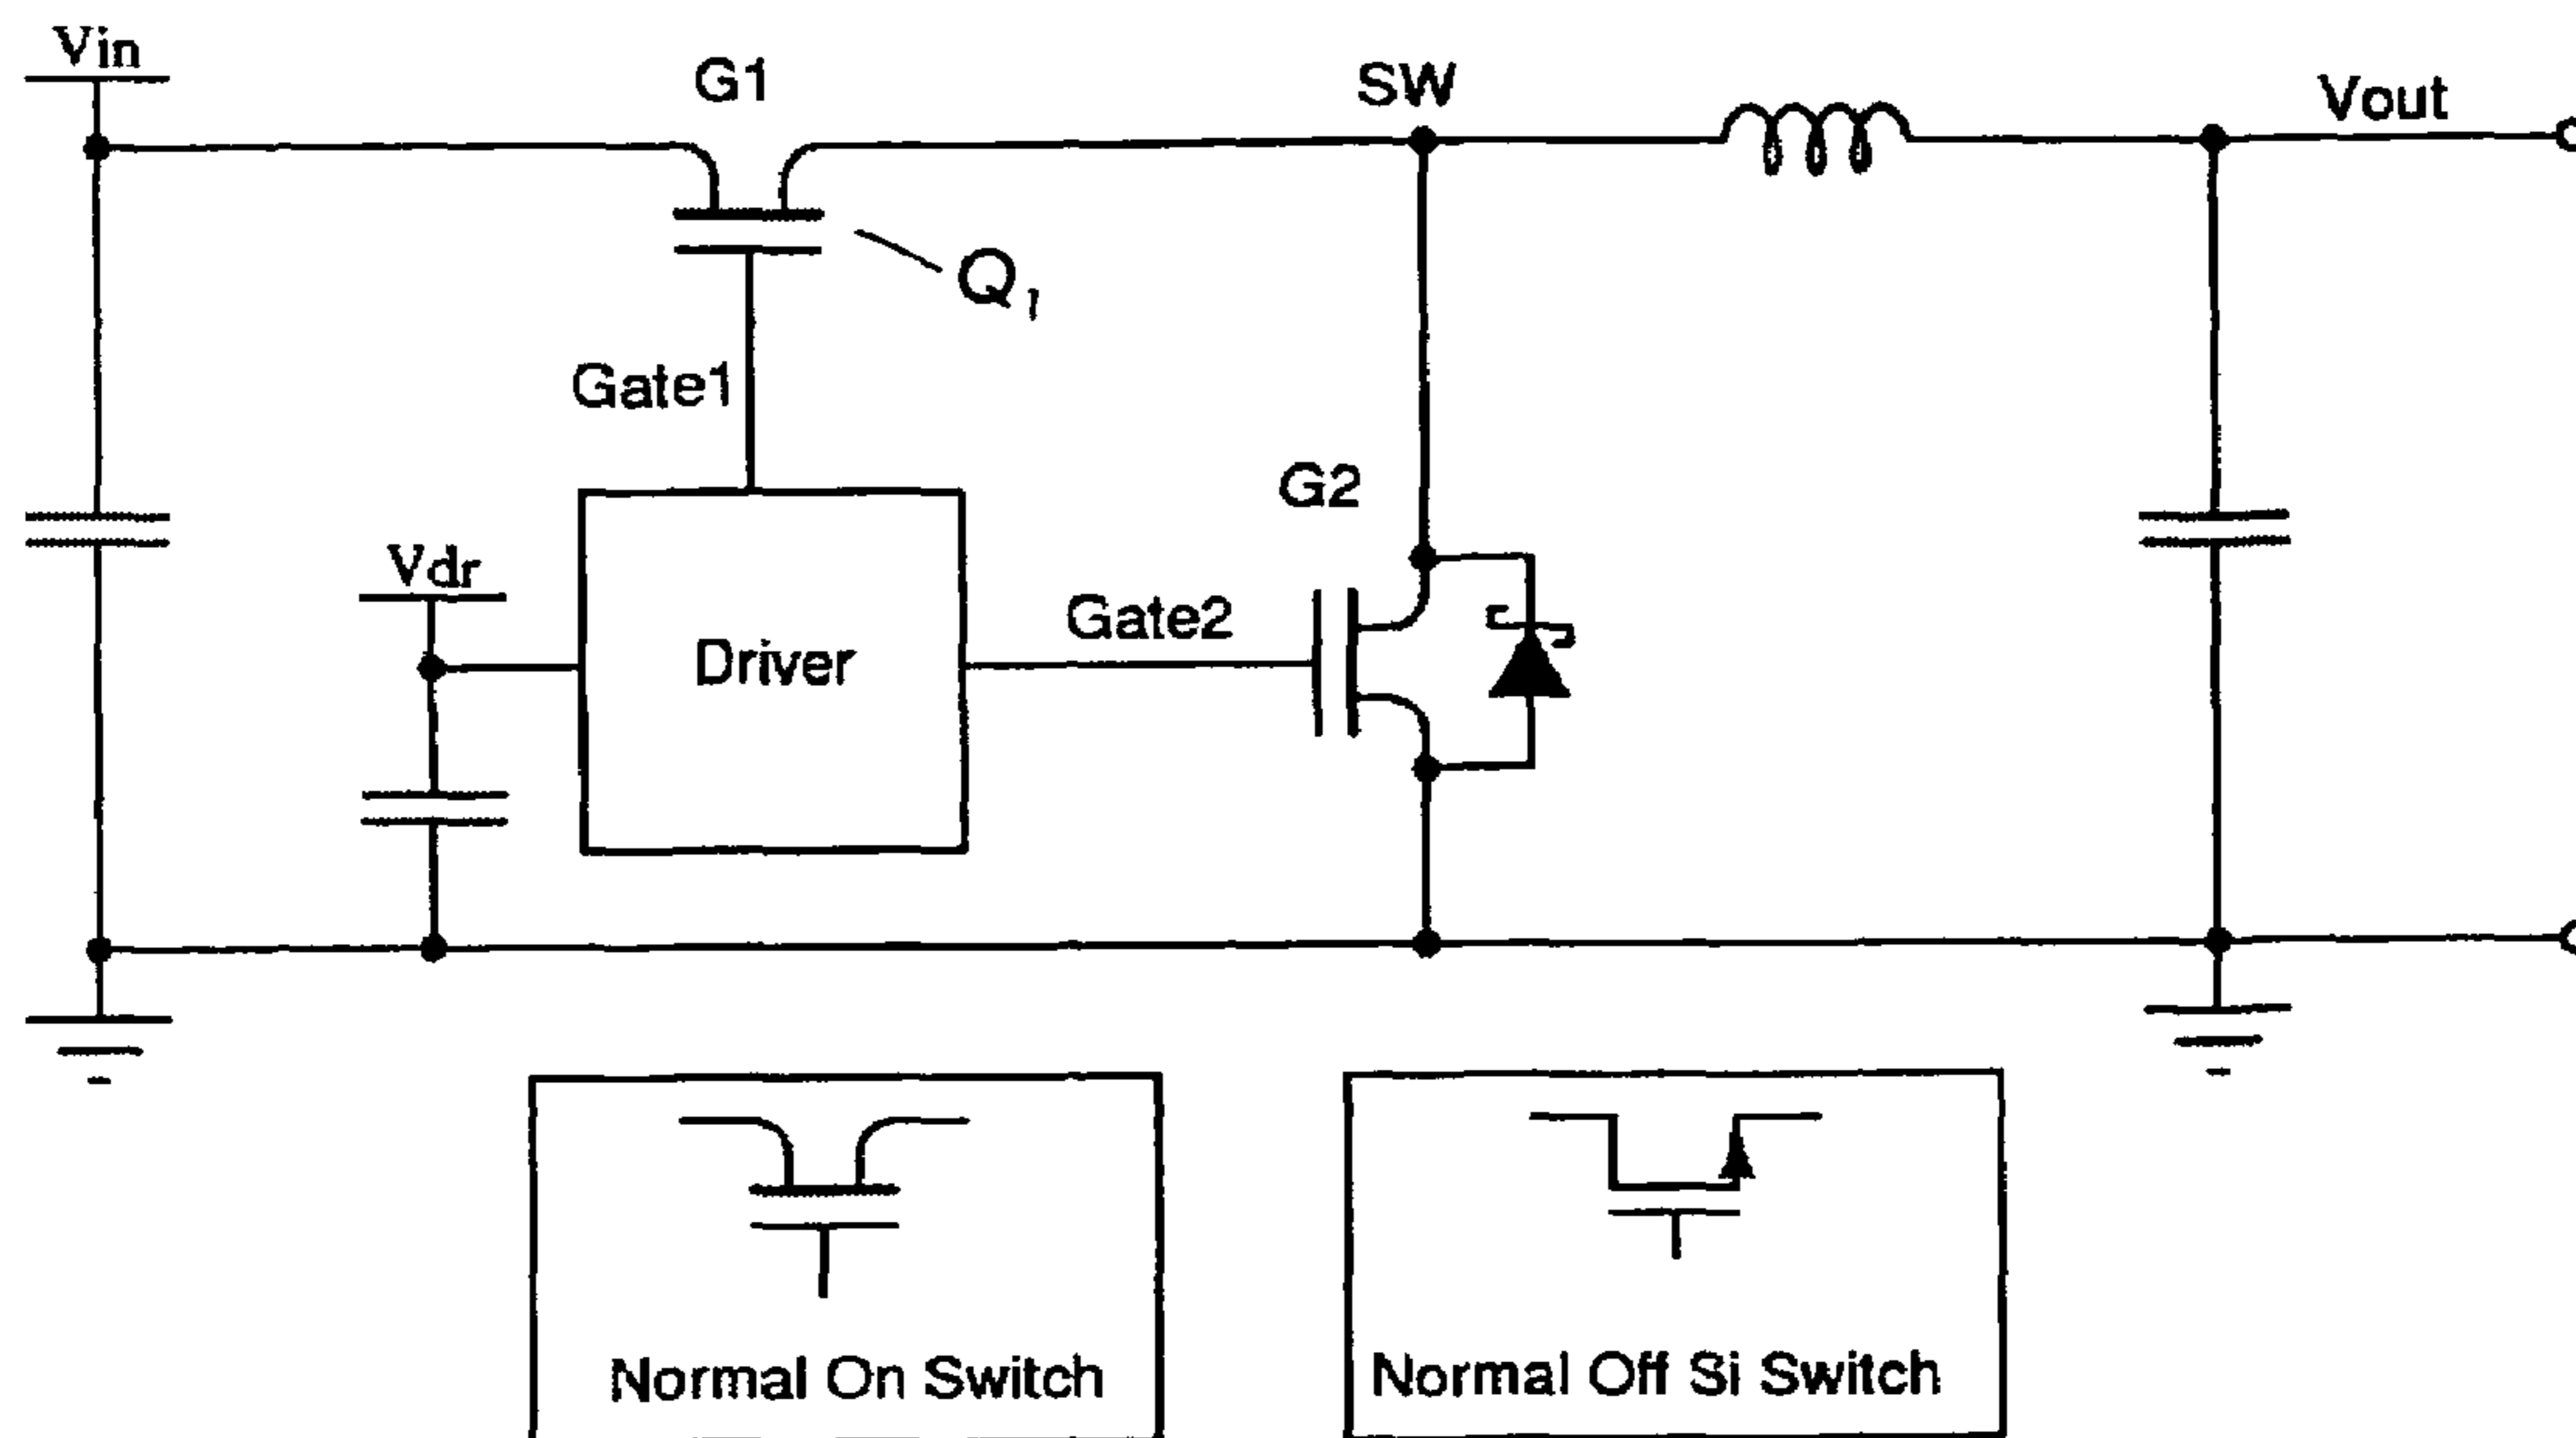 Vin
G1
SW
Vout
Q1
Gate1
G2
Vdr
Gate2
Driver
Normal On Switch
Normal Off Si Switch